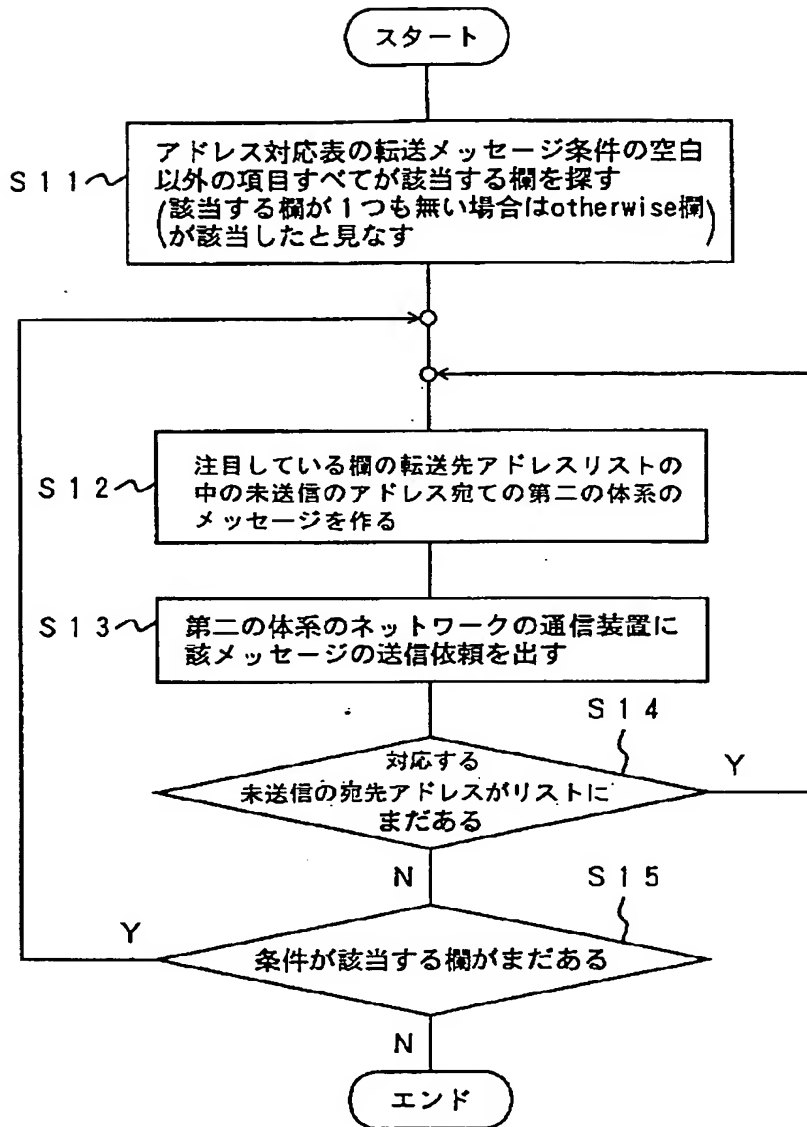 スタート
S11
アドレス対応表の転送メッセージ条件の空白
以外の項目すべてが該当する欄を探す
(該当する欄が1つも無い場合はotherwise欄
が該当したと見なす)
S12
注目している欄の転送先アドレスリストの
中の未送信のアドレス宛ての第二の体系の
メッセージを作る
S13
第二の体系のネットワークの通信装置に
該メッセージの送信依頼を出す
S14
対応する
未送信の宛先アドレスがリストに
まだある
Y
N
S15
Y
条件が該当する欄がまだある
N
エンド